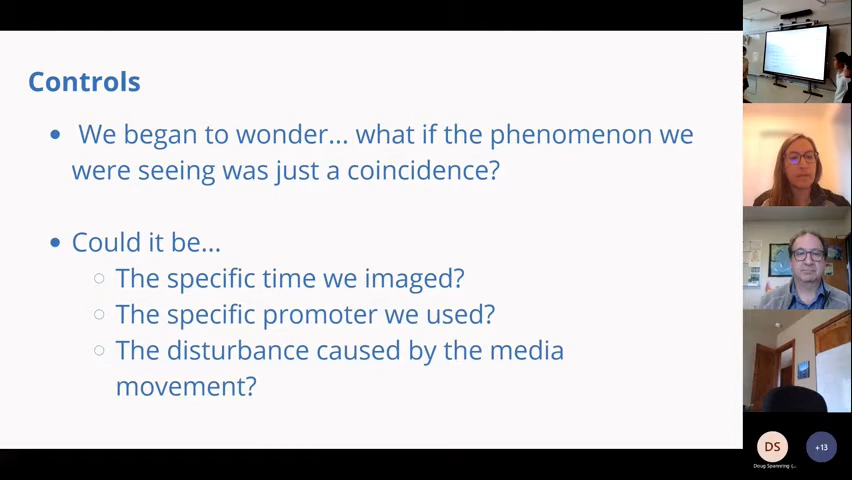 Controls
We began to wonder... what if the phenomenon we
were seeing was just a coincidence?
Could it be...
The specific time we imaged?
The specific promoter we used?
The disturbance caused by the media
movement?
DS
+13